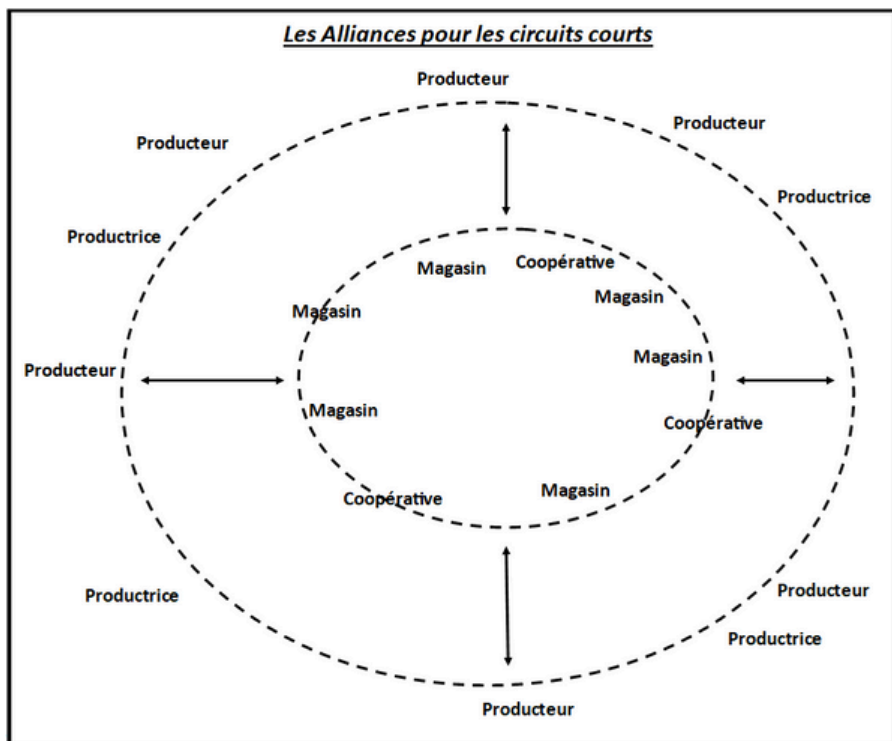 Les Alliances pour les circuits courts
Producteur
Producteur
Producteur
Productrice
Productrice
Magasin
Coopérative
Magasin
Magasin
Magasin
Producteur
Magasin
Coopérative
Coopérative
Magasin
Producteur
Productrice
Productrice
Producteur